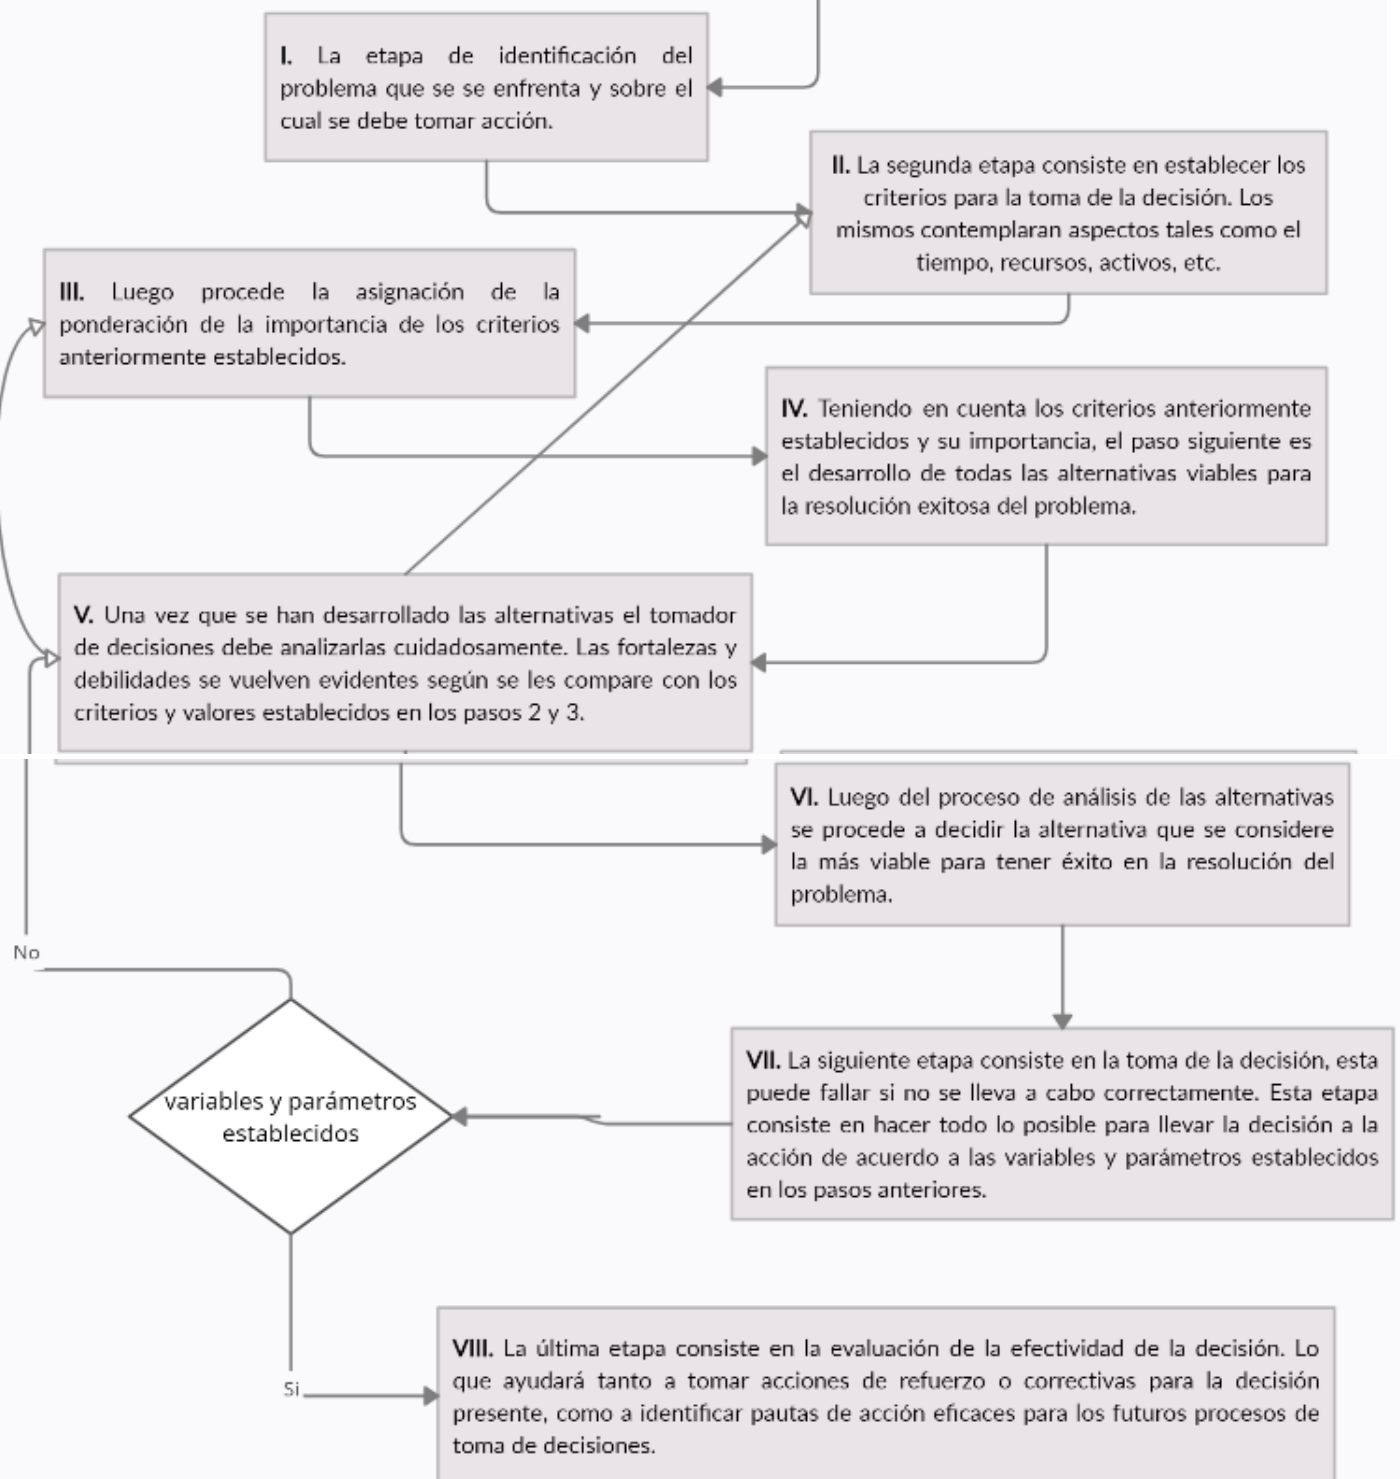 I. La etapa de identificación del
problema que se se enfrenta y sobre el
cual se debe tomar acción.
II. La segunda etapa consiste en establecer los
criterios para la toma de la decisión. Los
mismos contemplaran aspectos tales como el
tiempo, recursos, activos, etc.
III. Luego procede la asignación de la
ponderación de la importancia de los criterios
anteriormente establecidos.
IV. Teniendo en cuenta los criterios anteriormente
establecidos y su importancia, el paso siguiente es
el desarrollo de todas las alternativas viables para
la resolución exitosa del problema.
V. Una vez que se han desarrollado las alternativas el tomador
de decisiones debe analizarlas cuidadosamente. Las fortalezas y
debilidades se vuelven evidentes según se les compare con los
criterios y valores establecidos en los pasos 2 y 3.
VI. Luego del proceso de análisis de las alternativas
se procede a decidir la alternativa que se considere
la más viable para tener éxito en la resolución del
problema.
No
VII. La siguiente etapa consiste en la toma de la decisión, esta
puede fallar si no se lleva a cabo correctamente. Esta etapa
consiste en hacer todo lo posible para llevar la decisión a la
acción de acuerdo a las variables y parámetros establecidos
en los pasos anteriores.
variables y parámetros
establecidos
Si
VIII. La última etapa consiste en la evaluación de la efectividad de la decisión. Lo
que ayudará tanto a tomar acciones de refuerzo o correctivas para la decisión
presente, como a identificar pautas de acción eficaces para los futuros procesos de
toma de decisiones.